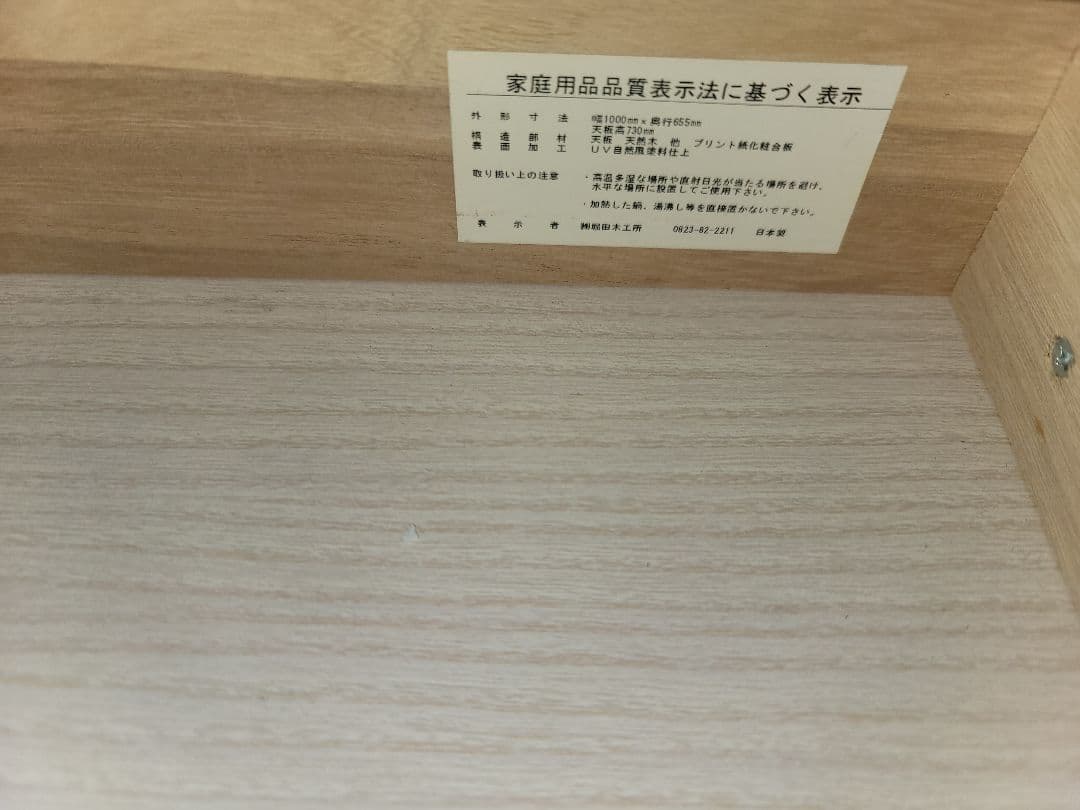 家庭用品品質表示法に基づく表示
外形寸法 幅1000mm×奥行655mm
天板高730mm
構造部材 天板 天然木 他 プリント紙化粧合板
表面加工 UV自然風塗料仕上
取り扱い上の注意 ・高温多湿な場所や直射日光が当たる場所を避け、
水平な場所に設置してご使用下さい。
・加熱した鍋、湯沸し等を直接置かないで下さい。
表示者 ㈱堀田木工所 0823-82-2211 日本製